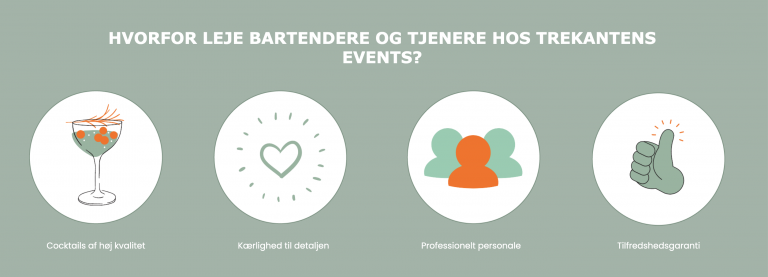 HVORFOR LEJE BARTENDERE OG TJENERE HOS TREKANTENS
EVENTS?
Cocktails af høj kvalitet
Kærlighed til detaljen
Professionelt personale
Tilfredshedsgaranti